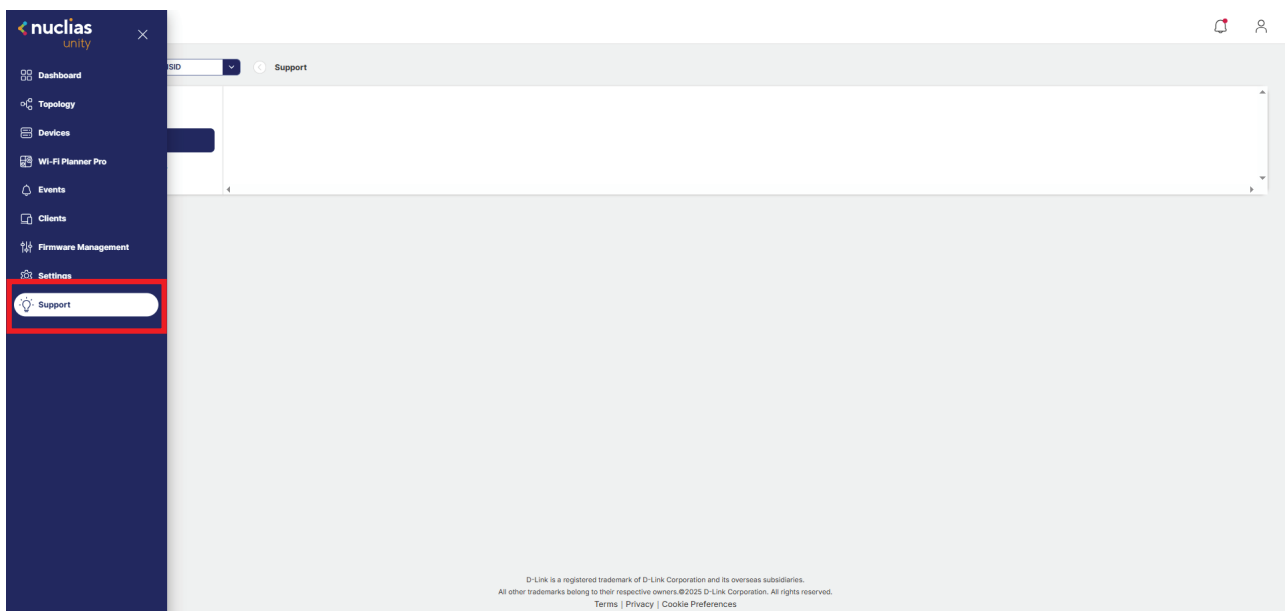 nuclias
unity
SSID
Support
Dashboard
Topology
Devices
Wi-Fi Planner Pro
Events
Clients
Firmware Management
Settings
Support
D-Link is a registered trademark of D-Link Corporation and its overseas subsidiaries.
All other trademarks belong to their respective owners.©2025 D-Link Corporation. All rights reserved.
Terms | Privacy | Cookie Preferences